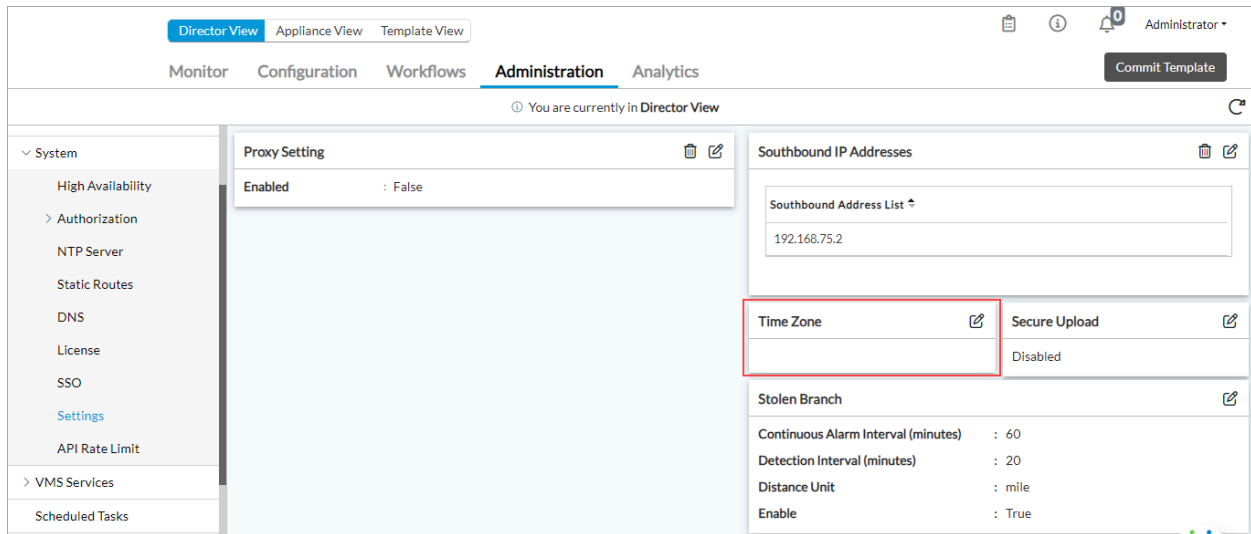 Director View Appliance View Template View 0 Administrator
Monitor Configuration Workflows Administration Analytics Commit Template
You are currently in Director View
System
High Availability
Authorization
NTP Server
Static Routes
DNS
License
SSO
Settings
API Rate Limit
VMS Services
Scheduled Tasks
Proxy Setting
Enabled : False
Southbound IP Addresses
Southbound Address List
192.168.75.2
Time Zone
Secure Upload
Disabled
Stolen Branch
Continuous Alarm Interval (minutes) : 60
Detection Interval (minutes) : 20
Distance Unit : mile
Enable : True